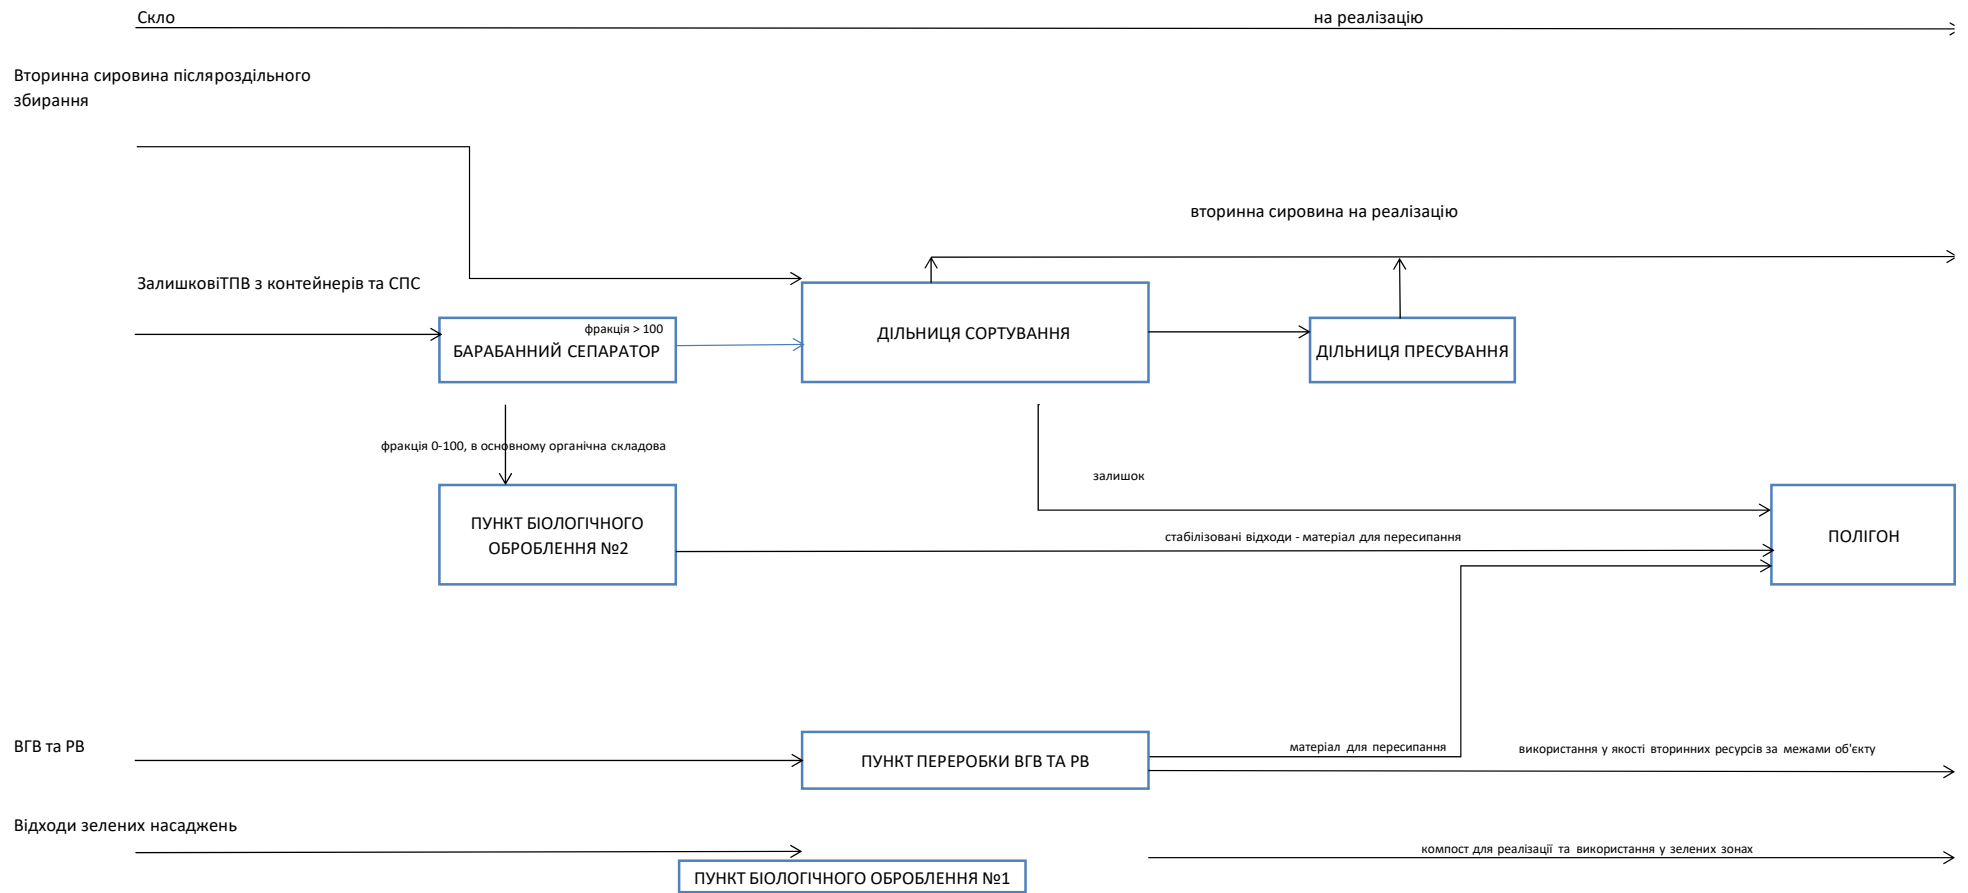 Скло
на реалізацію
Вторинна сировина післяроздільного
збирання
вторинна сировина на реалізацію
ЗалишковіТПВ з контейнерів та СПС
фракція > 100
БАРАБАННИЙ СЕПАРАТОР
ДІЛЬНИЦЯ СОРТУВАННЯ
ДІЛЬНИЦЯ ПРЕСУВАННЯ
фракція 0-100, в основному органічна складова
залишок
ПУНКТ БІОЛОГІЧНОГО
ОБРОБЛЕННЯ №2
стабілізовані відходи - матеріал для пересипання
ПОЛІГОН
ВГВ та РВ
ПУНКТ ПЕРЕРОБКИ ВГВ ТА РВ
матеріал для пересипання
використання у якості вторинних ресурсів за межами об'єкту
Відходи зелених насаджень
компост для реалізації та використання у зелених зонах
ПУНКТ БІОЛОГІЧНОГО ОБРОБЛЕННЯ №1